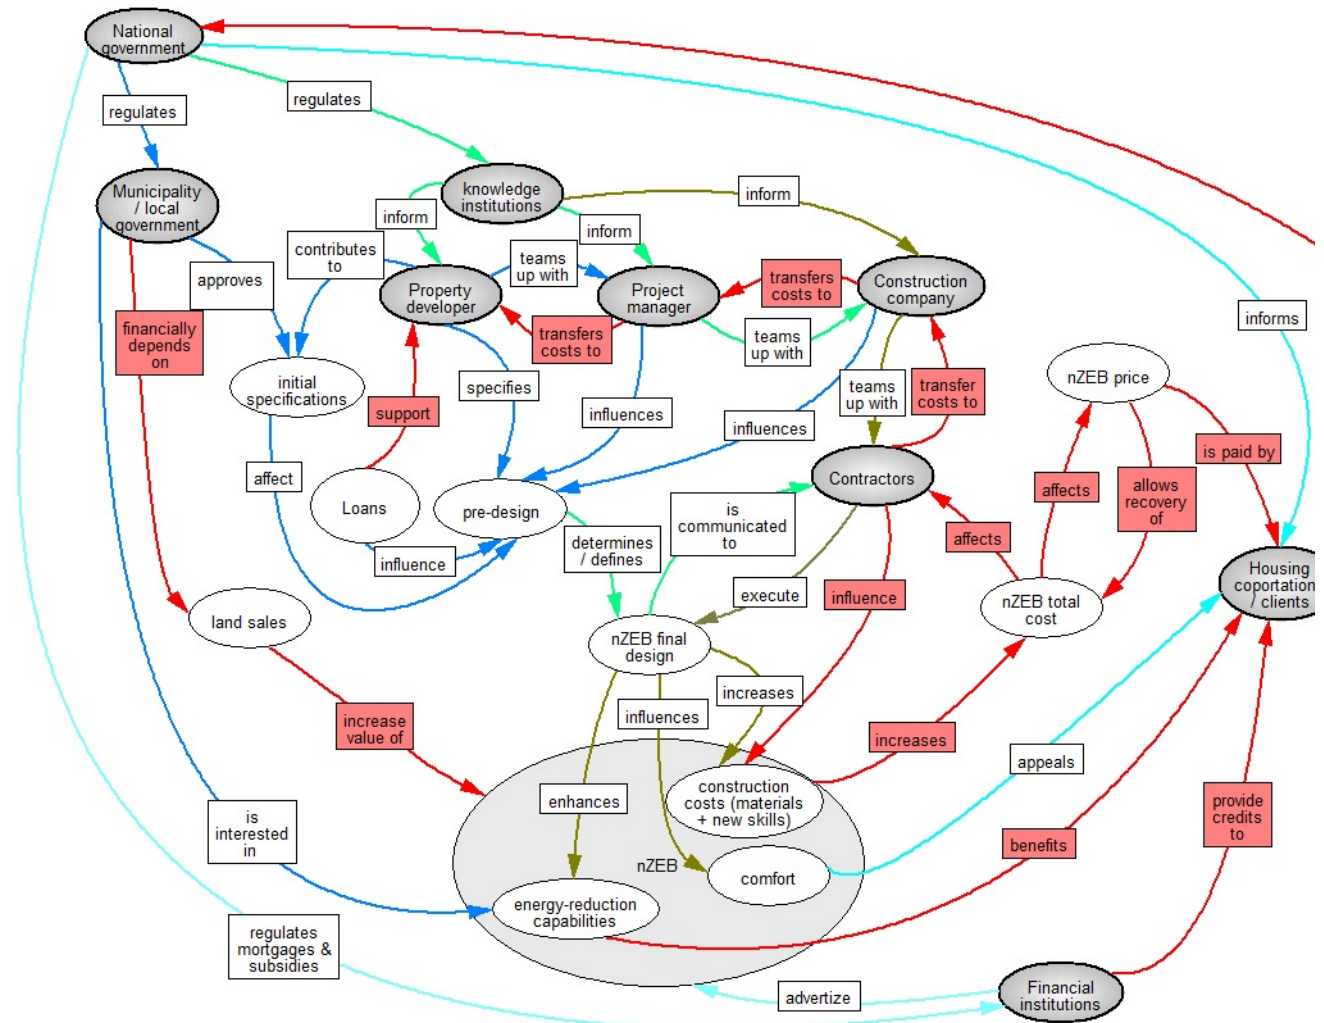 National
government
regulates
regulates
Municipality
/ local
government
knowledge
institutions
inform
inform
inform
contributes
to
approves
teams
up with
Property
developer
Project
manager
transfers
costs to
Construction
company
transfers
costs to
teams
up with
informs
financially
depends
on
initial
specifications
specifies
support
influences
influences
teams
up with
transfer
costs to
nZEB price
is paid by
affect
Loans
pre-design
Contractors
affects
allows
recovery
of
is
communicated
to
determines
/ defines
influence
affects
execute
influence
Housing
coportation
/ clients
nZEB total
cost
land sales
nZEB final
design
increases
influences
increase
value of
increases
appeals
enhances
construction
costs (materials
+ new skills)
provide
credits
to
is
interested
in
benefits
nZEB
comfort
energy-reduction
capabilities
regulates
mortgages &
subsidies
advertize
Financial
institutions